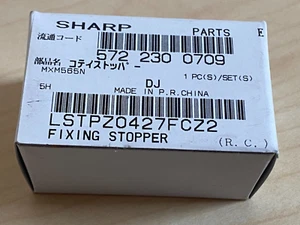 SHARP PARTS E
流通コード 572 230 0709
部品名 コテイストッパー
MXM565N 1 PC(S)/SET(S)
DJ
5H MADE IN P.R.CHINA
LSTPZ0427FCZ2
FIXING STOPPER (R.C.)